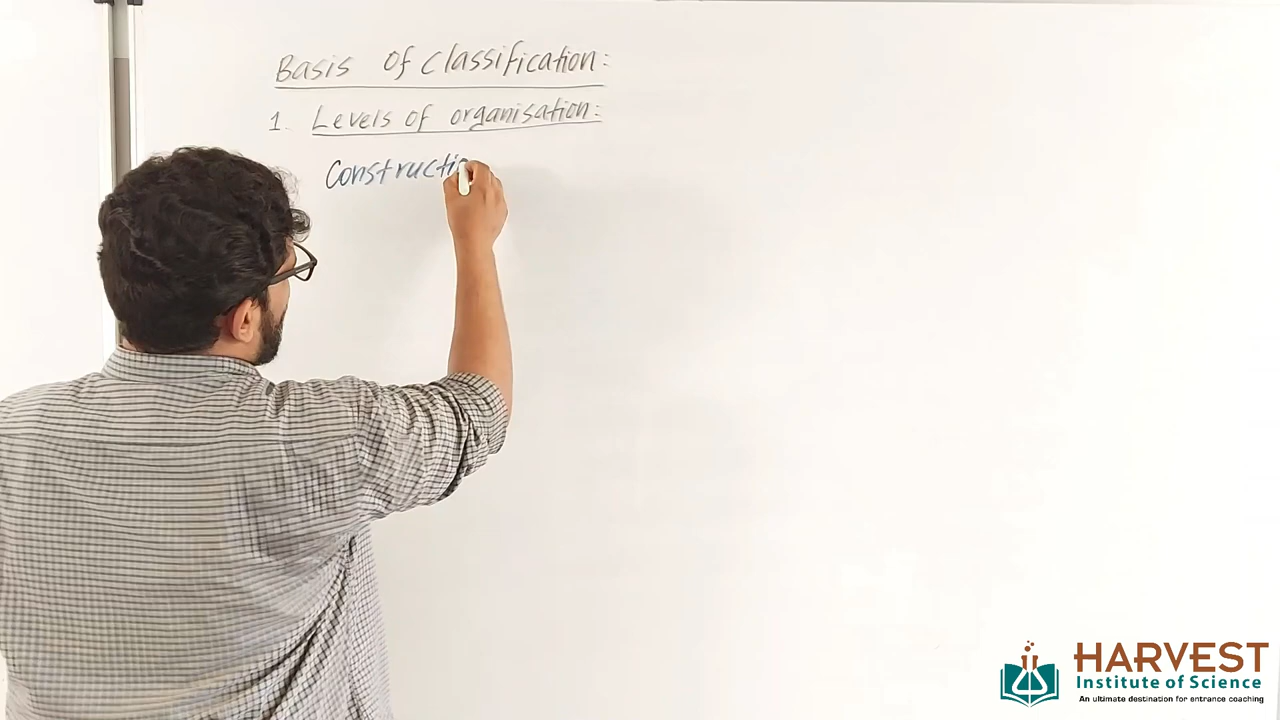 Basis of classification:
1. Levels of organisation:
Constructi
HARVEST
Institute of Science
An ultimate destination for entrance coaching